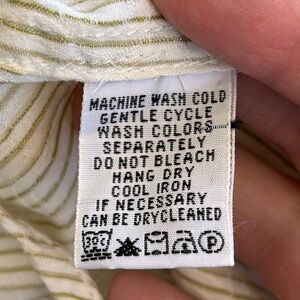 MACHINE WASH COLD
GENTLE CYCLE
WASH COLORS
SEPARATELY
DO NOT BLEACH
HANG DRY
COOL IRON
IF NECESSARY
CAN BE DRYCLEANED
30C P